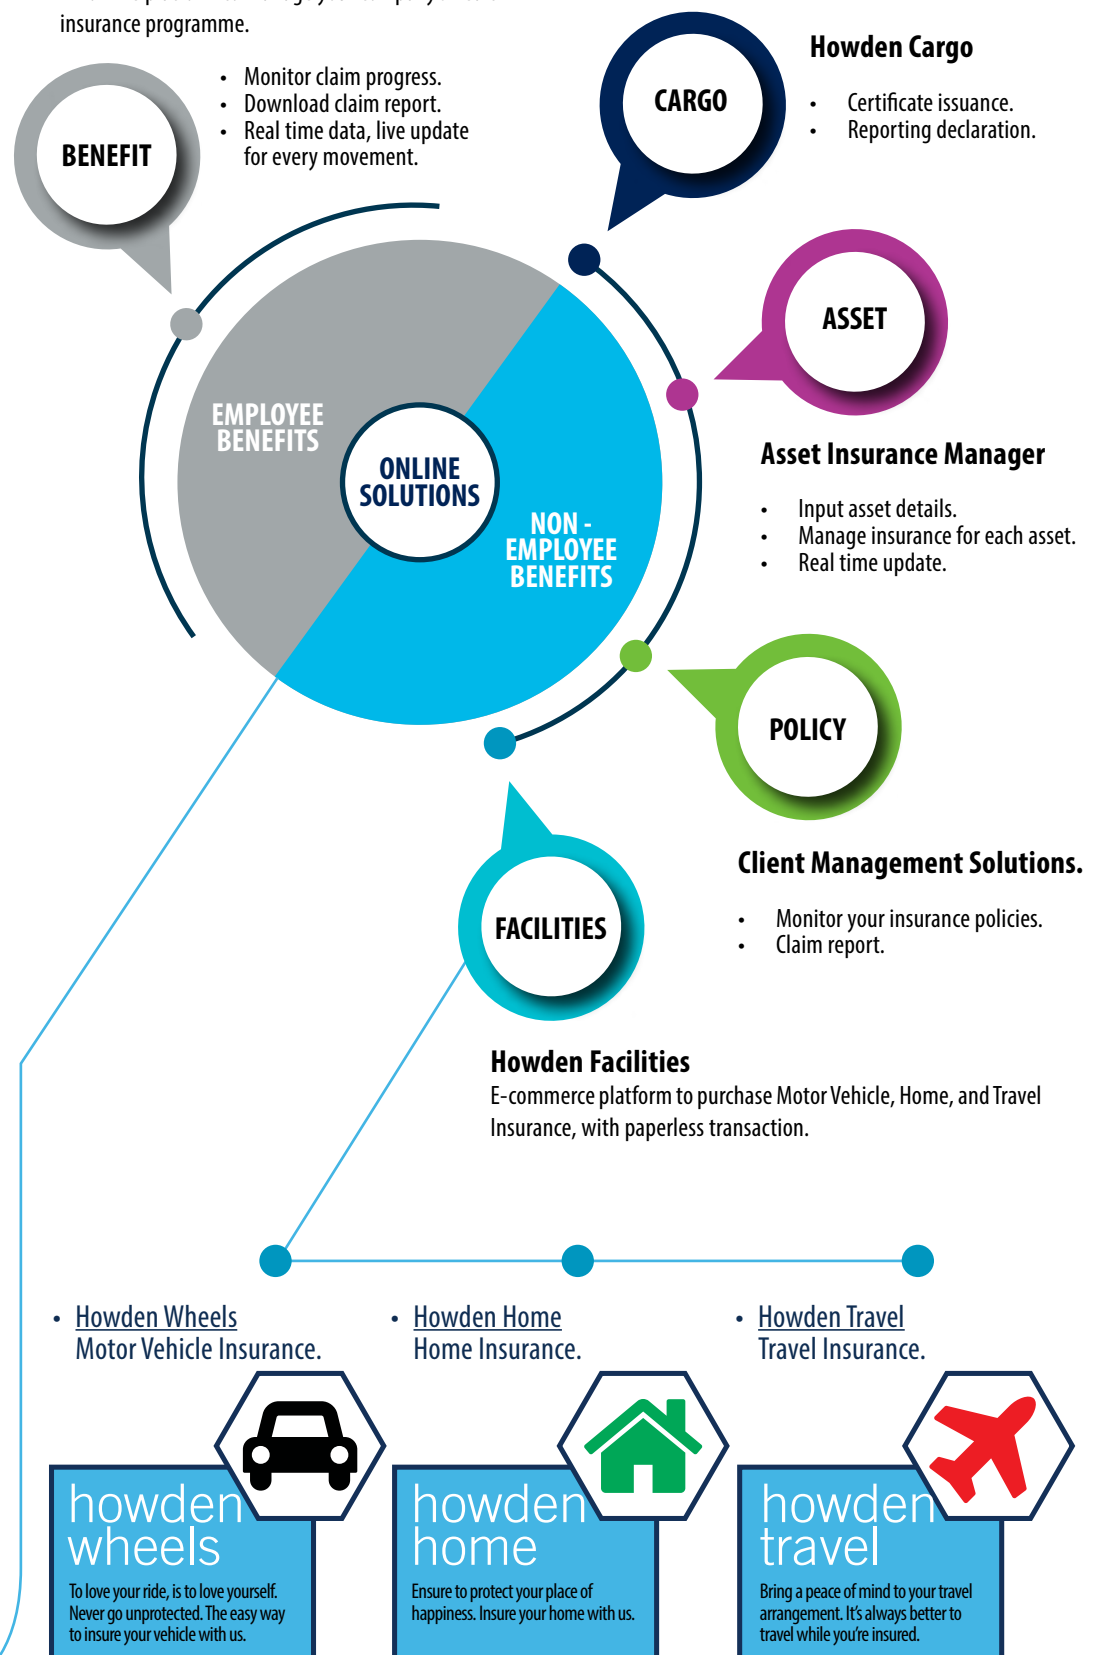 insurance programme.
• Monitor claim progress.
• Download claim report.
• Real time data, live update
for every movement.
BENEFIT
CARGO
Howden Cargo
• Certificate issuance.
• Reporting declaration.
ASSET
Asset Insurance Manager
• Input asset details.
• Manage insurance for each asset.
• Real time update.
EMPLOYEE
BENEFITS
ONLINE
SOLUTIONS
NON -
EMPLOYEE
BENEFITS
POLICY
Client Management Solutions.
• Monitor your insurance policies.
• Claim report.
FACILITIES
Howden Facilities
E-commerce platform to purchase Motor Vehicle, Home, and Travel
Insurance, with paperless transaction.
• Howden Wheels
Motor Vehicle Insurance.
• Howden Home
Home Insurance.
• Howden Travel
Travel Insurance.
howden
wheels
To love your ride, is to love yourself.
Never go unprotected. The easy way
to insure your vehicle with us.
howden
home
Ensure to protect your place of
happiness. Insure your home with us.
howden
travel
Bring a peace of mind to your travel
arrangement. It's always better to
travel while you're insured.